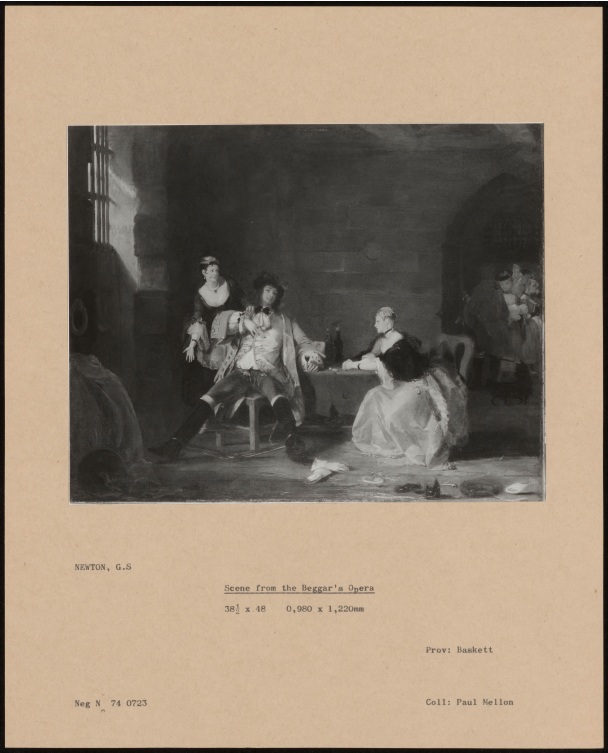 NEWTON, G.S
Scene from the Beggar's Opera
38½ x 48 0,980 x 1,220mm
Prov: Baskett
Neg N^ 74 0723
Coll: Paul Mellon